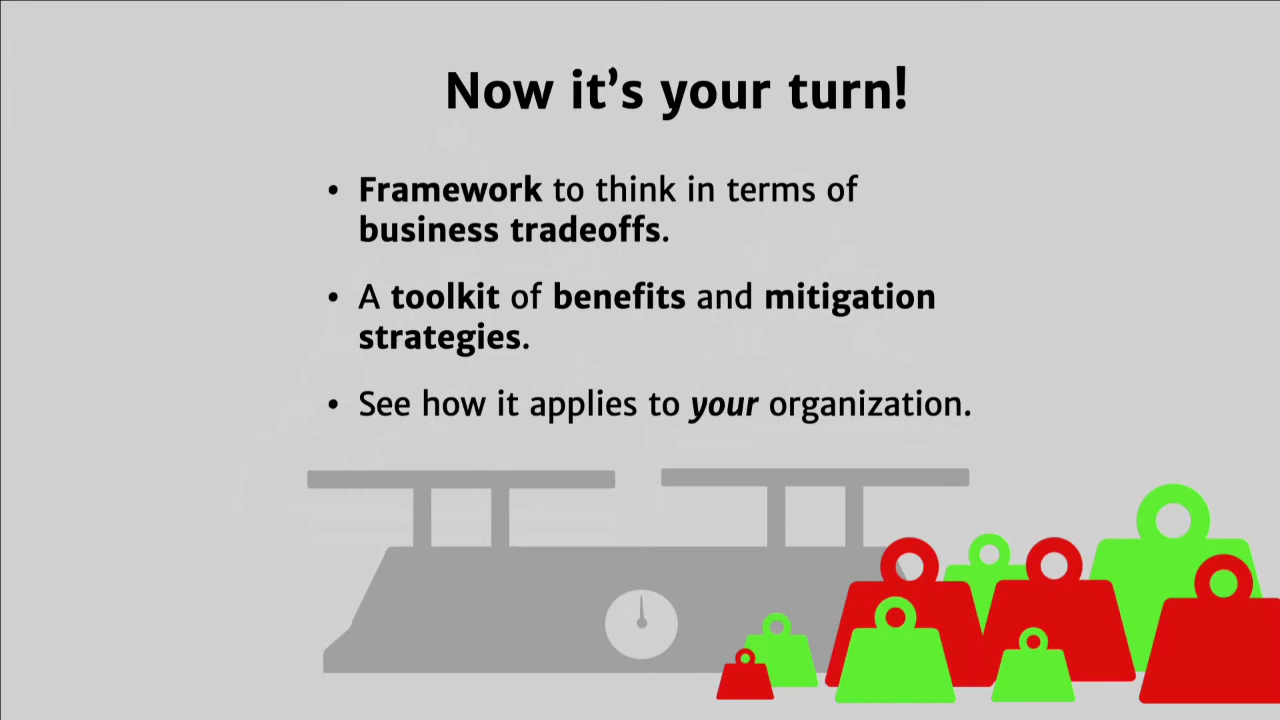 Now it’s your turn!
• Framework to think in terms of
business tradeoffs.
• A toolkit of benefits and mitigation
strategies.
• See how it applies to your organization.